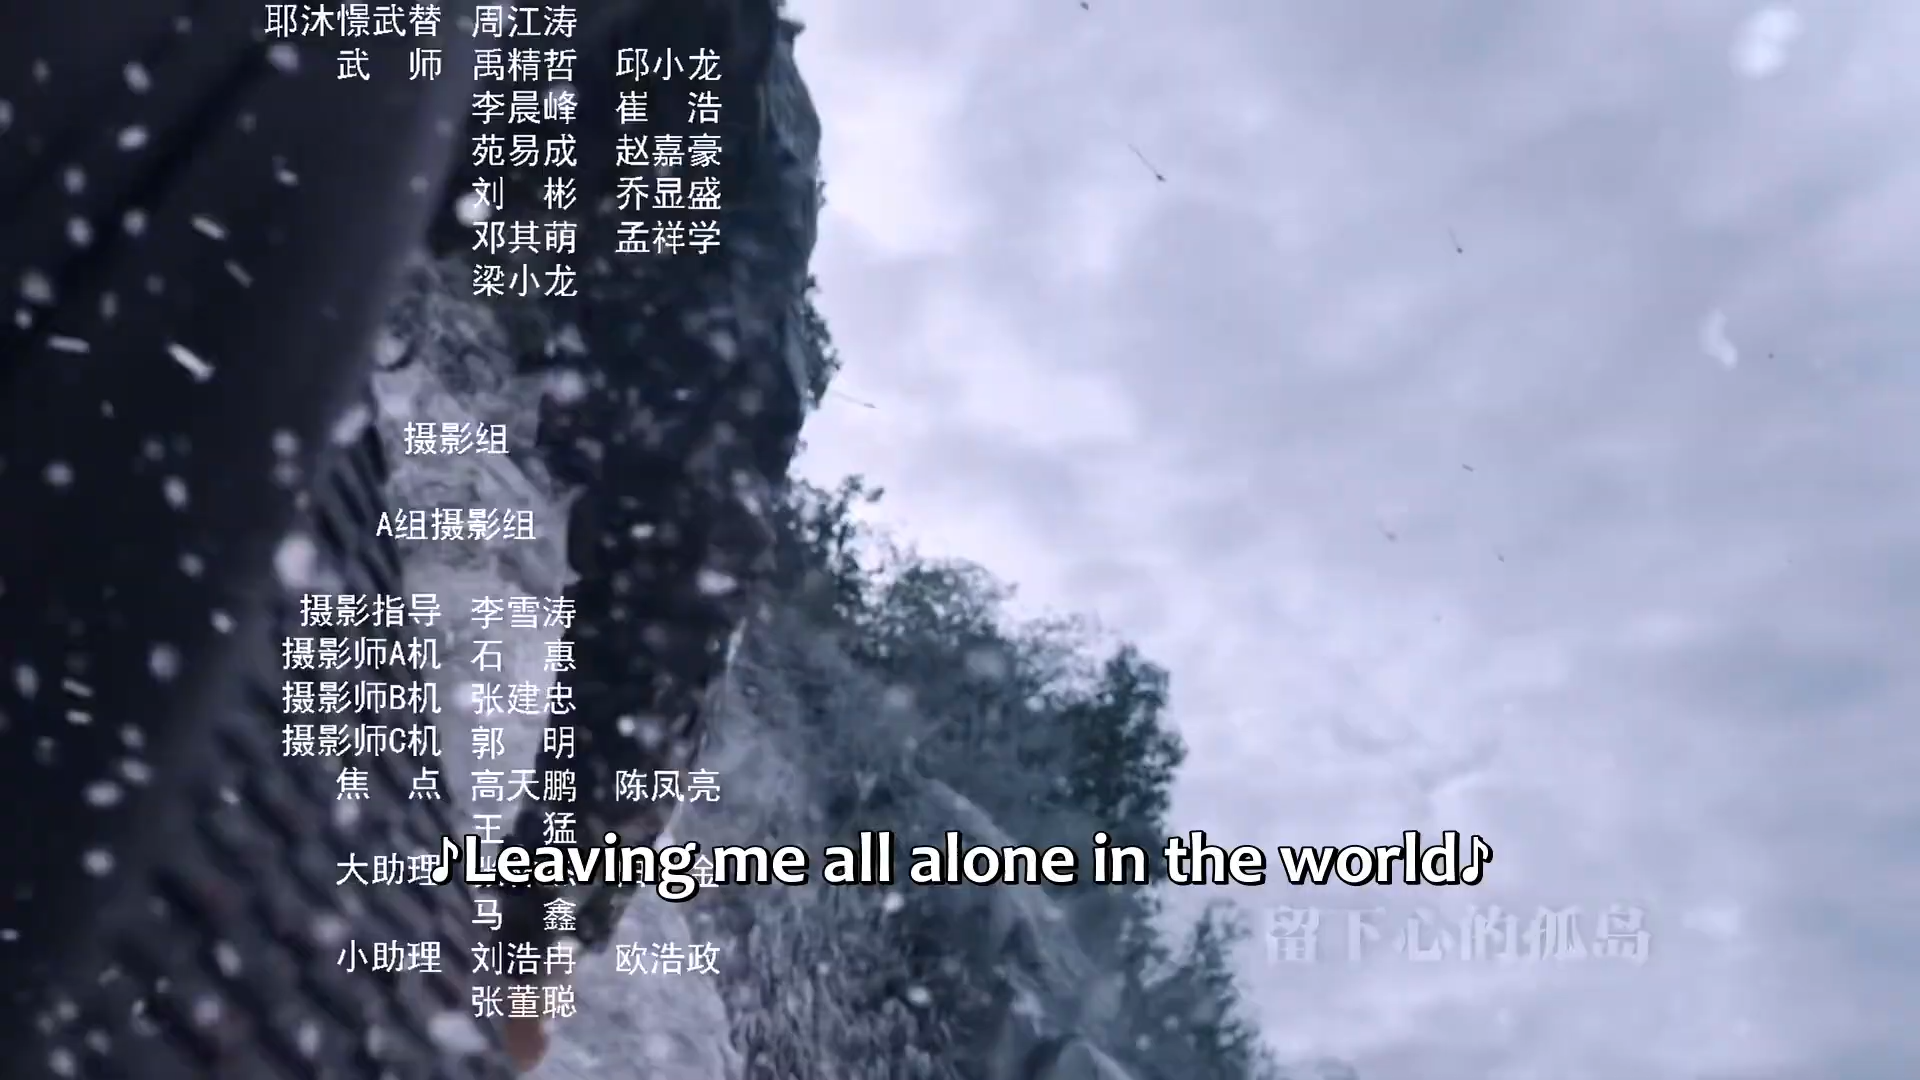 耶沐憬武替 周江涛
武 师 禹精哲 邱小龙
李晨峰 崔 浩
苑易成 赵嘉豪
刘 彬 乔显盛
邓其萌 孟祥学
梁小龙
摄影组
A组摄影组
摄影指导 李雪涛
摄影师A机 石 惠
摄影师B机 张建忠
摄影师C机 郭 明
焦 点 高天鹏 陈凤亮
王 猛
大助理 金
♪Leaving me all alone in the world♪
马 鑫
留下心的孤岛
小助理 刘浩冉 欧浩政
张董聪